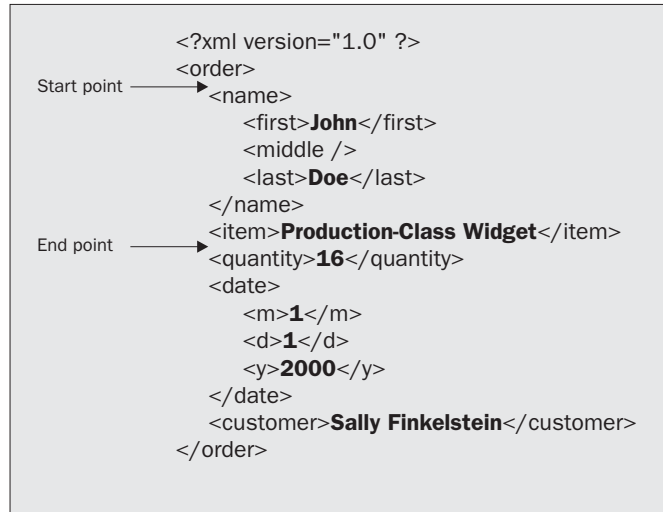 <?xml version="1.0" ?>
<order>
Start point
<name>
<first>John</first>
<middle />
<last>Doe</last>
</name>
<item>Production-Class Widget</item>
End point
<quantity>16</quantity>
<date>
<m>1</m>
<d>1</d>
<y>2000</y>
</date>
<customer>Sally Finkelstein</customer>
</order>